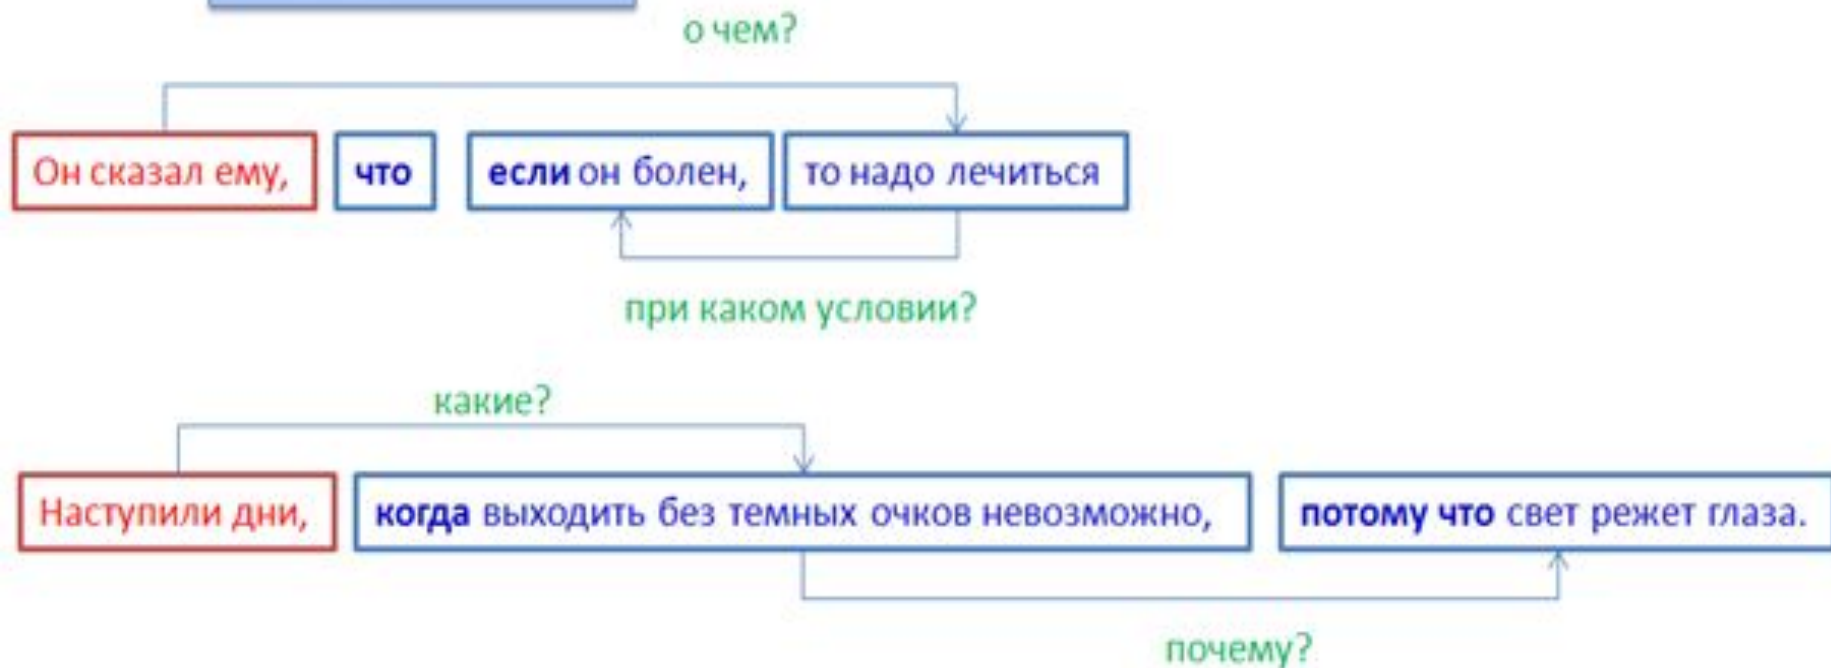 о чем?
Он сказал ему, что если он болен, то надо лечиться
при каком условии?
какие?
Наступили дни, когда выходить без темных очков невозможно, потому что свет режет глаза.
почему?